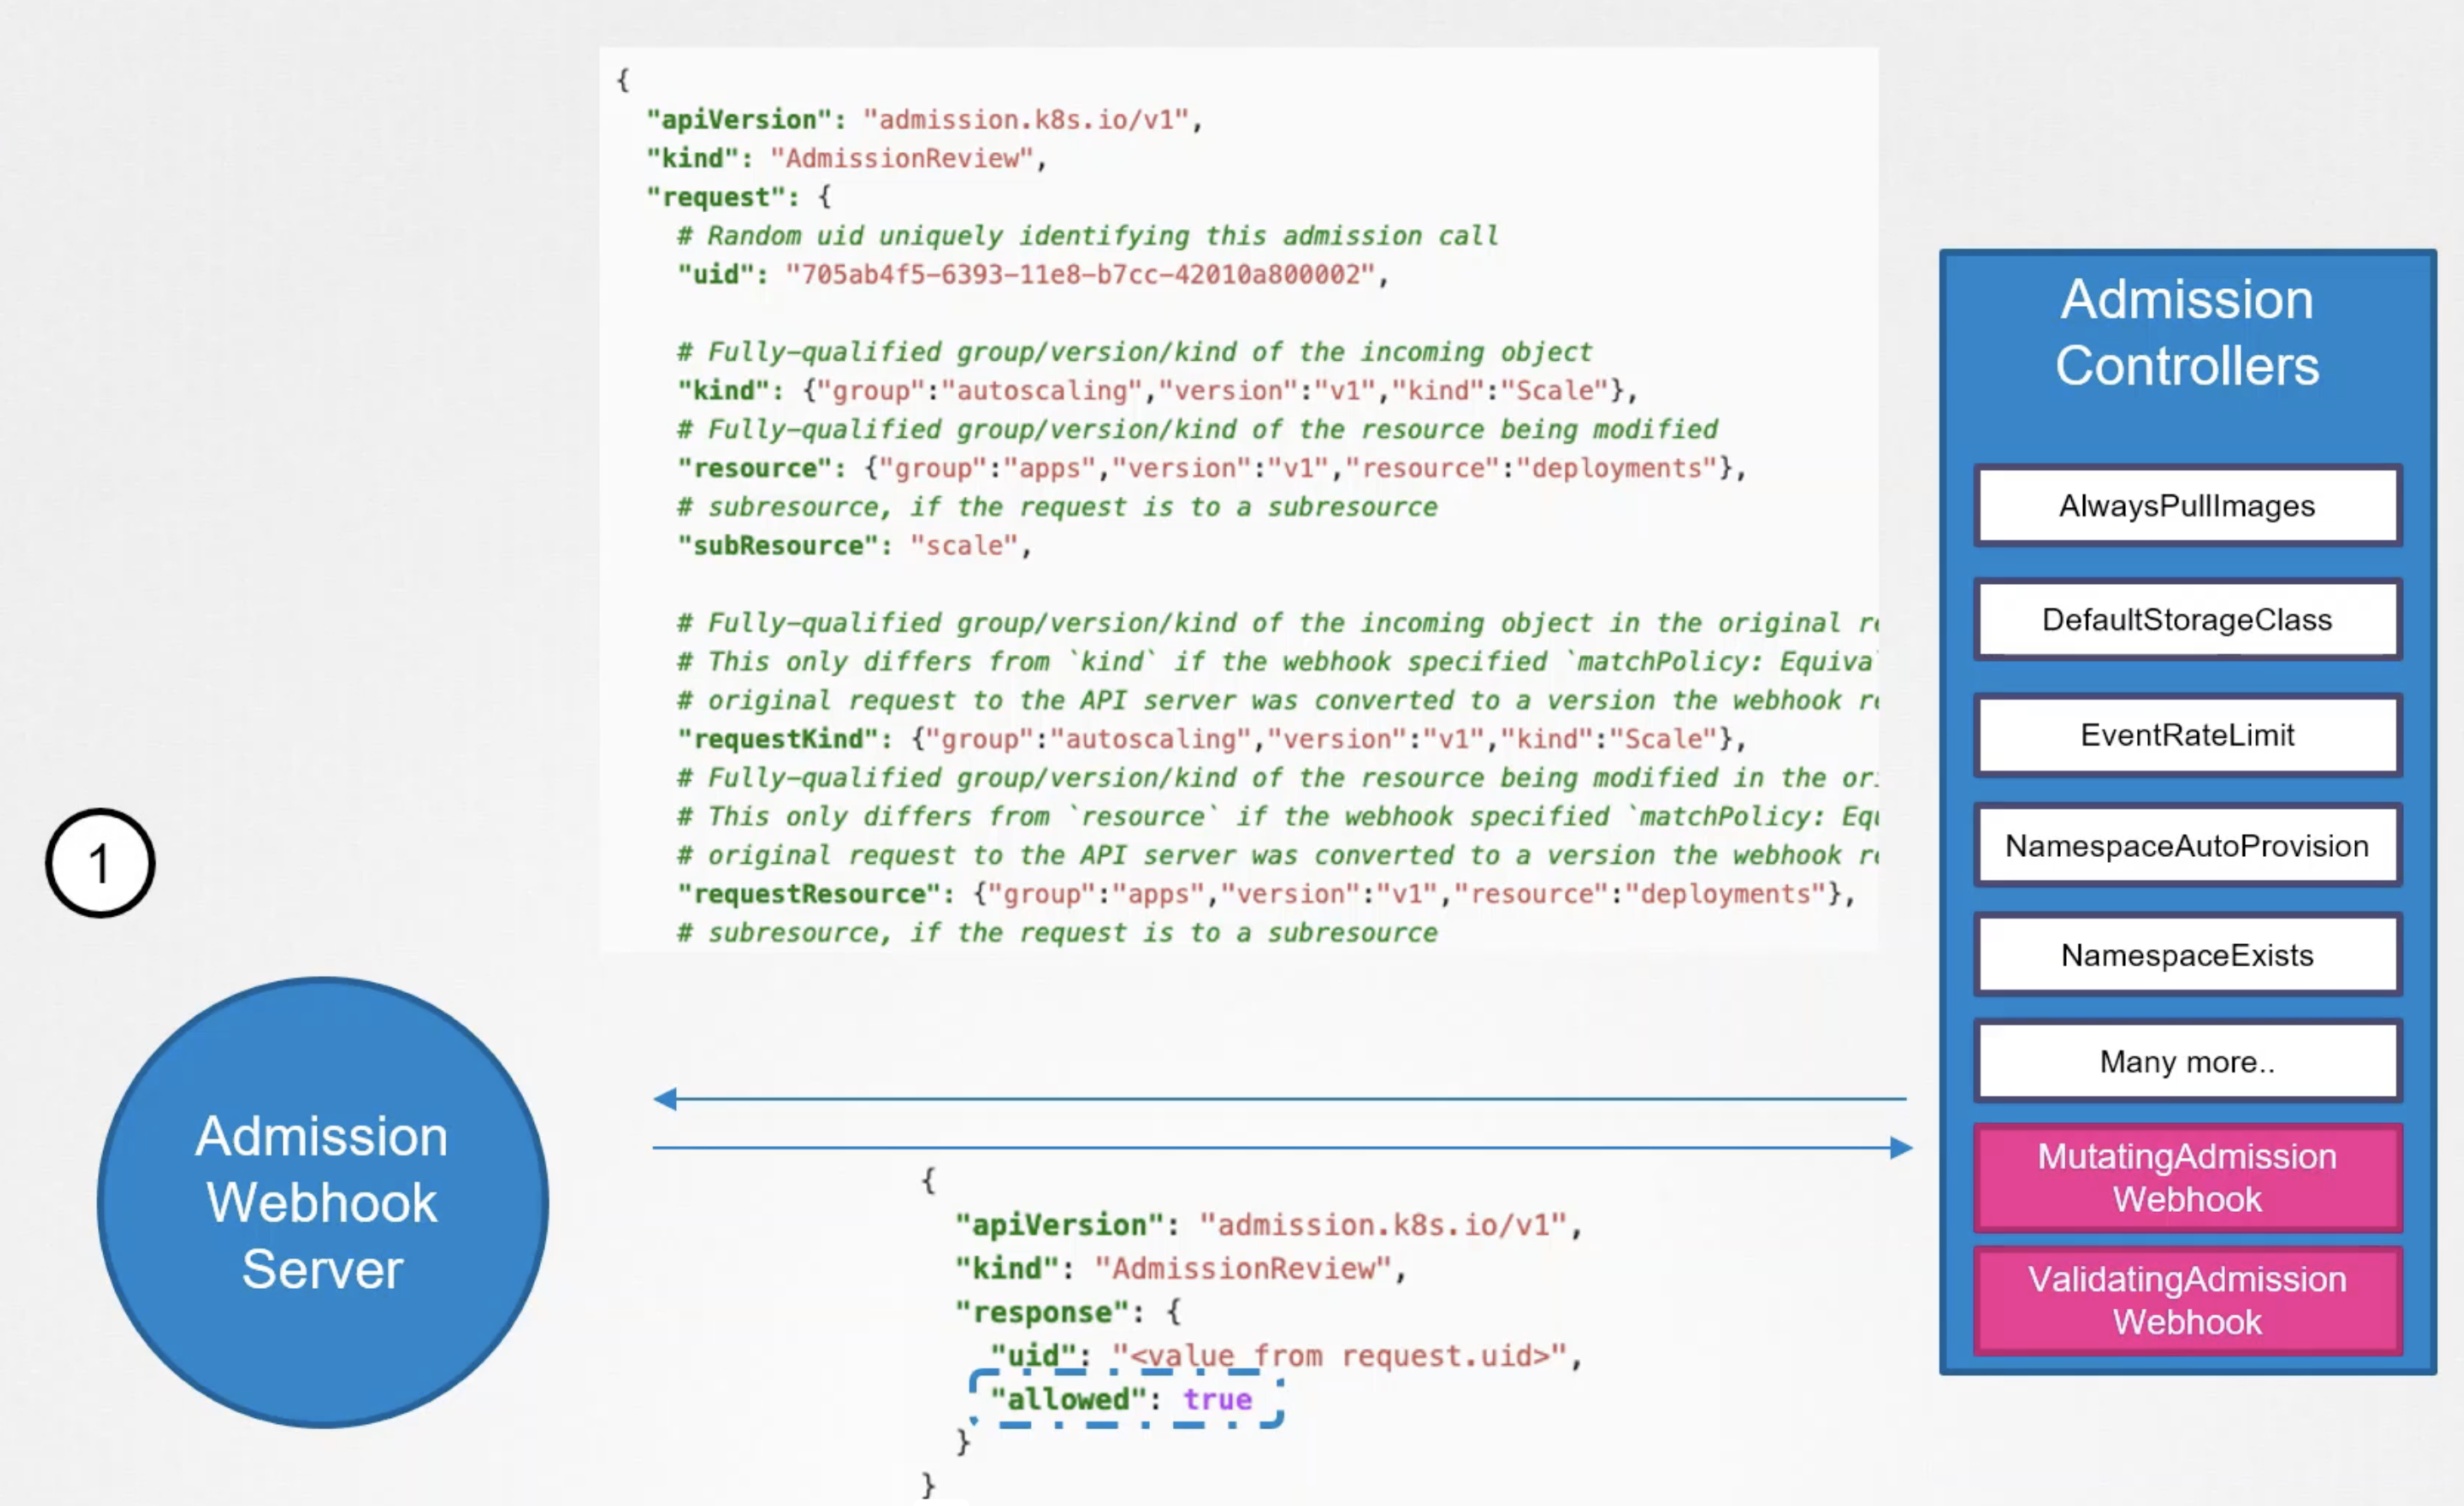 {
"apiVersion": "admission.k8s.io/v1",
"kind": "AdmissionReview",
"request": {
# Random uid uniquely identifying this admission call
"uid": "705ab4f5-6393-11e8-b7cc-42010a800002",
# Fully-qualified group/version/kind of the incoming object
"kind": {"group":"autoscaling","version":"v1","kind":"Scale"},
# Fully-qualified group/version/kind of the resource being modified
"resource": {"group":"apps","version":"v1","resource":"deployments"},
# subresource, if the request is to a subresource
"subResource": "scale",
# Fully-qualified group/version/kind of the incoming object in the original
# This only differs from `kind` if the webhook specified `matchPolicy:
# original request to the API server was converted to a version the webhook
"requestKind": {"group":"autoscaling","version":"v1","kind":"Scale"},
# Fully-qualified group/version/kind of the resource being modified in the
# This only differs from `resource` if the webhook specified `matchPolicy:
# original request to the API server was converted to a version the webhook
"requestResource": {"group":"apps","version":"v1","resource":"deployments"},
# subresource, if the request is to a subresource
1
Admission
Webhook
Server
{
"apiVersion": "admission.k8s.io/v1",
"kind": "AdmissionReview",
"response": {
"uid": "<value from request.uid>",
"allowed": true
}
}
Admission
Controllers
AlwaysPullImages
DefaultStorageClass
EventRateLimit
NamespaceAutoProvision
NamespaceExists
Many more..
MutatingAdmission
Webhook
ValidatingAdmission
Webhook